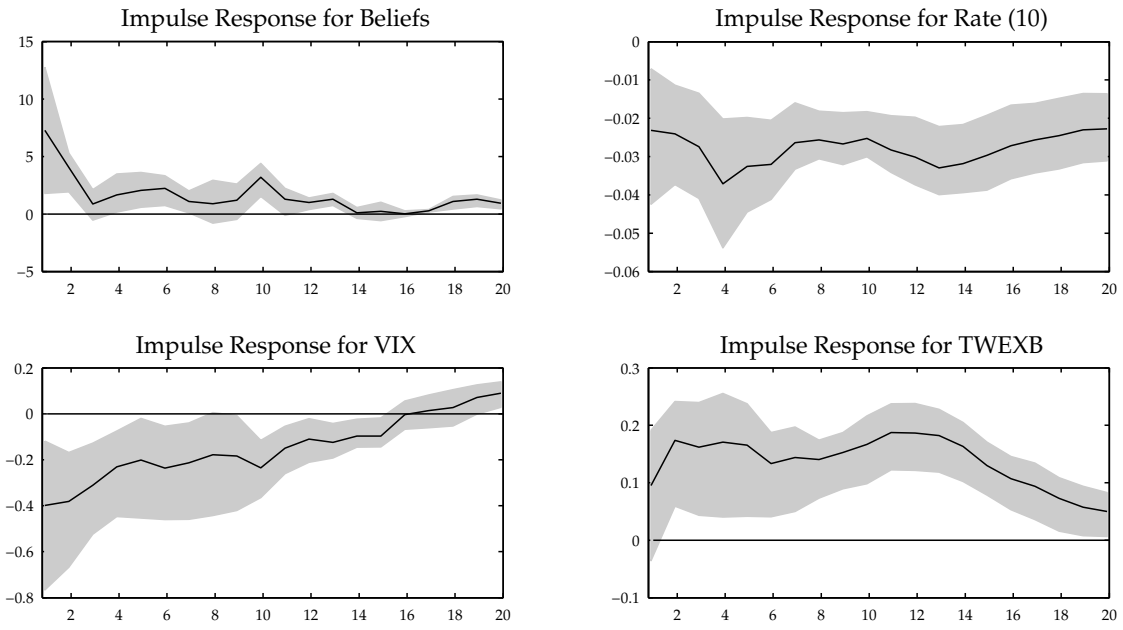 Impulse Response for Beliefs
15
10
5
0
−5
2 4 6 8 10 12 14 16 18 20
Impulse Response for Rate (10)
0
−0.01
−0.02
−0.03
−0.04
−0.05
−0.06
2 4 6 8 10 12 14 16 18 20
Impulse Response for VIX
0.2
0
−0.2
−0.4
−0.6
−0.8
2 4 6 8 10 12 14 16 18 20
Impulse Response for TWEXB
0.3
0.2
0.1
0
−0.1
2 4 6 8 10 12 14 16 18 20